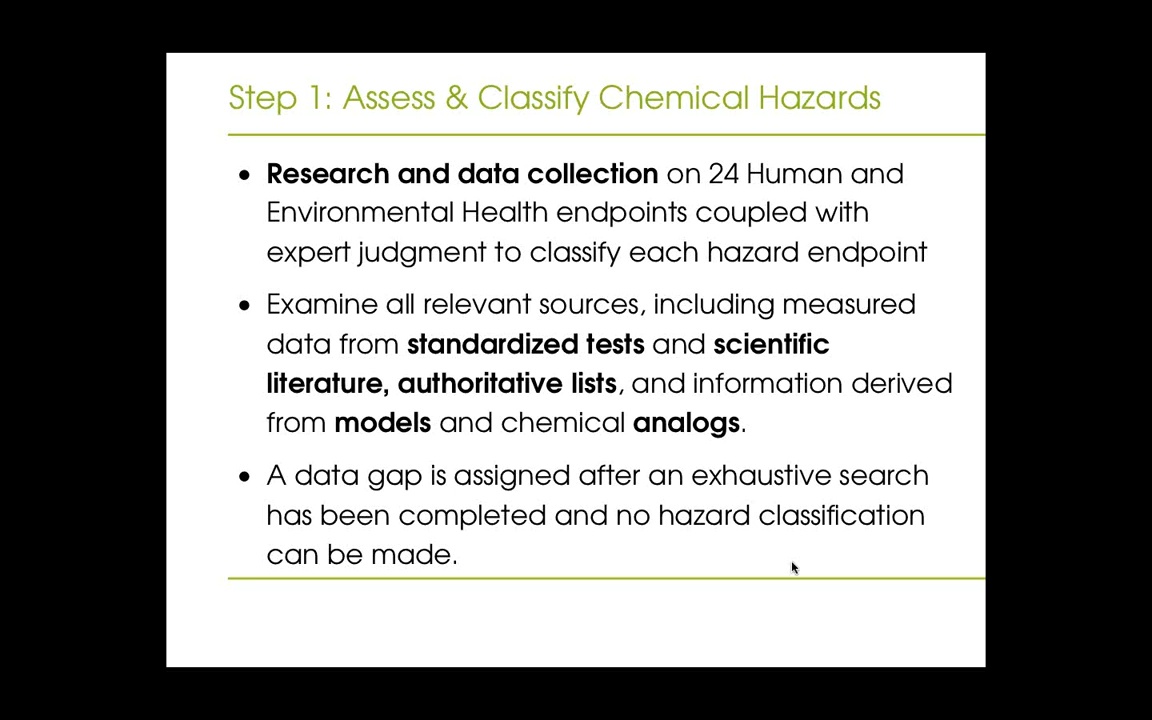 Step 1: Assess & Classify Chemical Hazards
• Research and data collection on 24 Human and
Environmental Health endpoints coupled with
expert judgment to classify each hazard endpoint
• Examine all relevant sources, including measured
data from standardized tests and scientific
literature, authoritative lists, and information derived
from models and chemical analogs.
• A data gap is assigned after an exhaustive search
has been completed and no hazard classification
can be made.